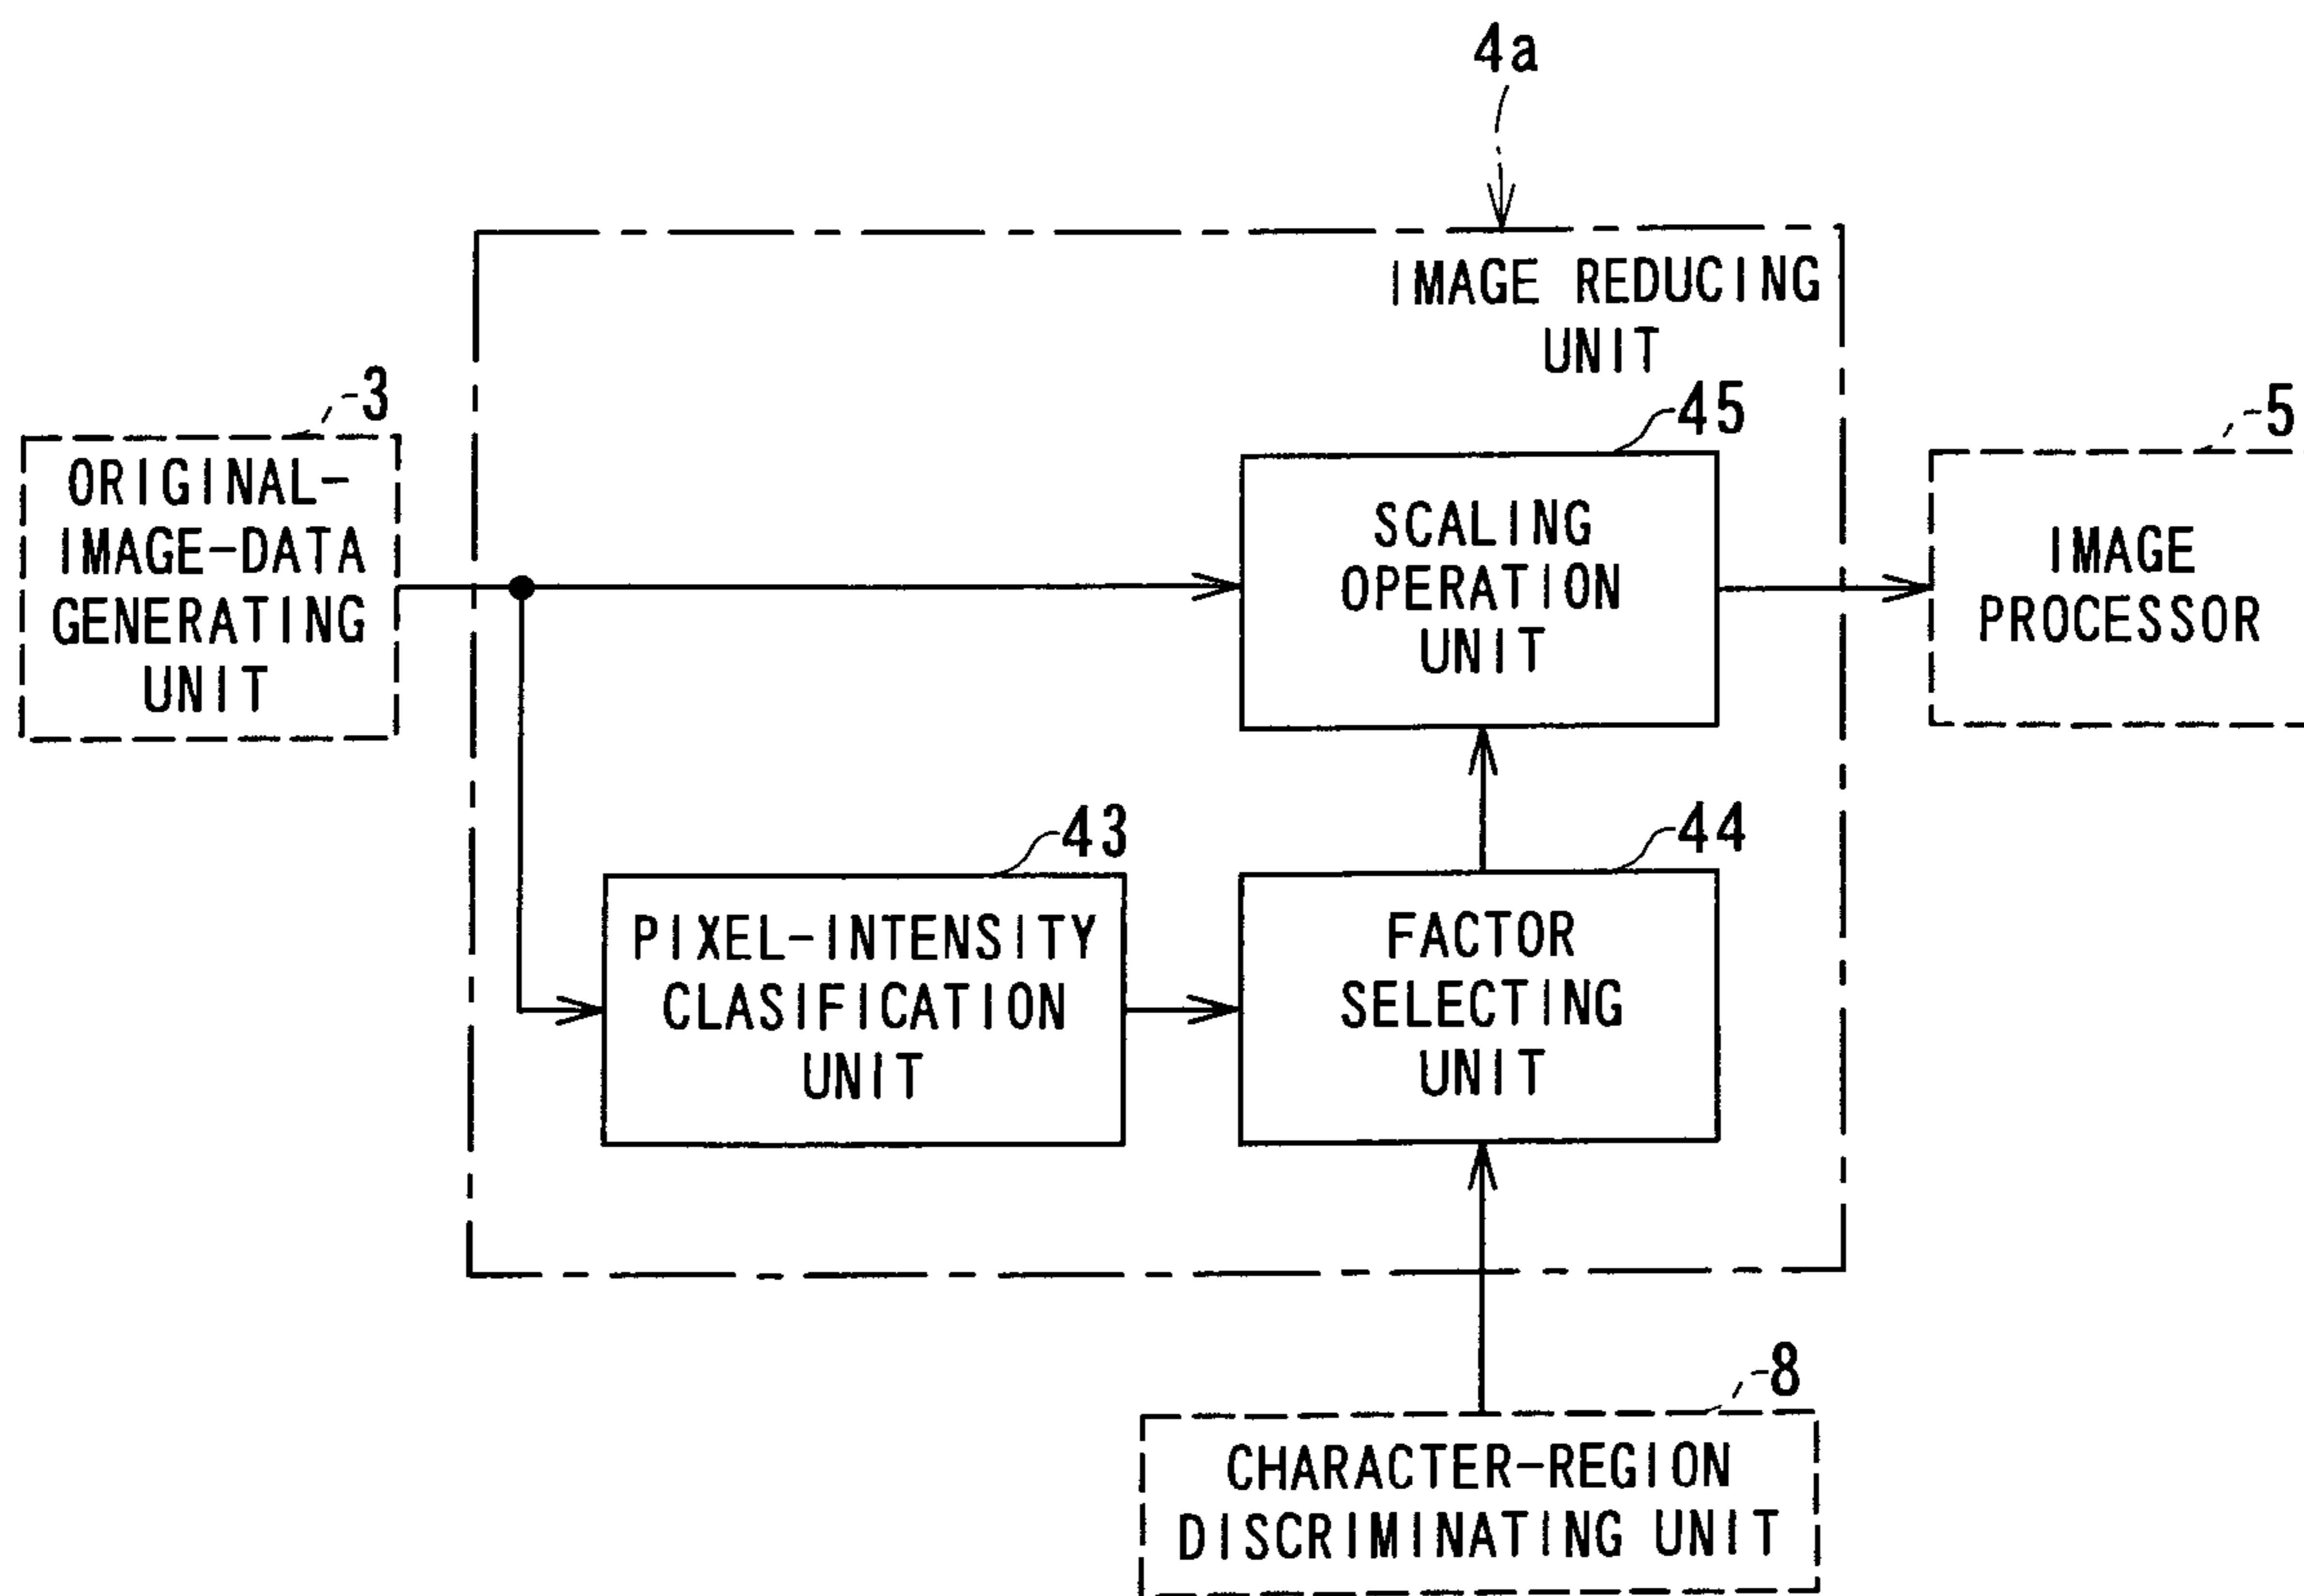 4a
IMAGE REDUCING
UNIT
3
ORIGINAL-
IMAGE-DATA
GENERATING
UNIT
45
SCALING
OPERATION
UNIT
5
IMAGE
PROCESSOR
43
PIXEL-INTENSITY
CLASIFICATION
UNIT
44
FACTOR
SELECTING
UNIT
8
CHARACTER-REGION
DISCRIMINATING UNIT